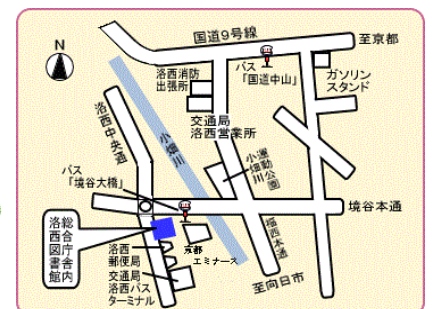 N
国道9号線
至京都
洛西消防
出張所
バス
「国道中山」
ガソリン
スタンド
交通局
洛西営業所
洛西中央通
小畑川
バス
「境谷大橋」
小畑川
運動公園
境谷本通
福西本通
総合庁舎内
洛西図書館
洛西
郵便局
京都
エミナース
交通局
洛西バス
ターミナル
至向日市